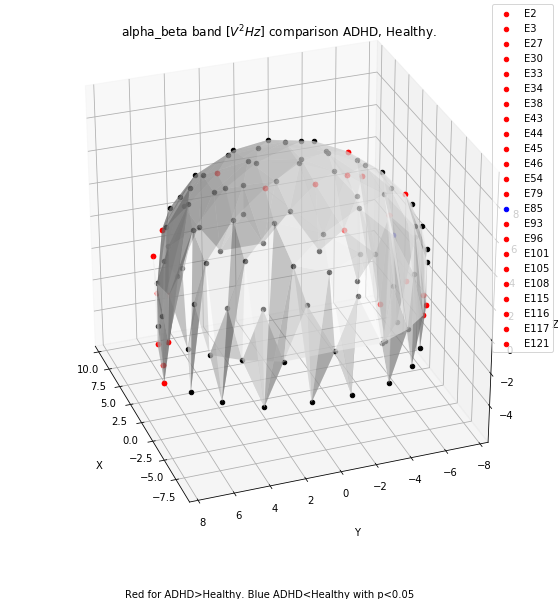 alpha_beta band [V²Hz] comparison ADHD, Healthy.
E2
E3
E27
E30
E33
E34
E38
E43
E44
E45
E46
E54
E79
E85
E93
E96
E101
E105
E108
E115
E116
E117
E121
Z
−2
−4
10.0
7.5
5.0
2.5
0.0
−2.5
−5.0
−7.5
X
8
6
4
2
0
−2
−4
−6
−8
Y
Red for ADHD>Healthy. Blue ADHD<Healthy with p<0.05